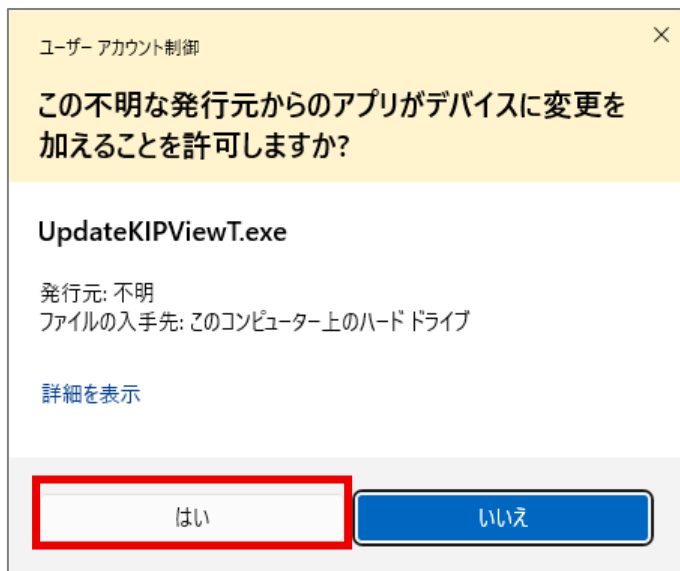 ユーザー アカウント制御
この不明な発行元からのアプリがデバイスに変更を
加えることを許可しますか?
UpdateKIPViewT.exe
発行元: 不明
ファイルの入手先: このコンピューター上のハード ドライブ
詳細を表示
はい
いいえ